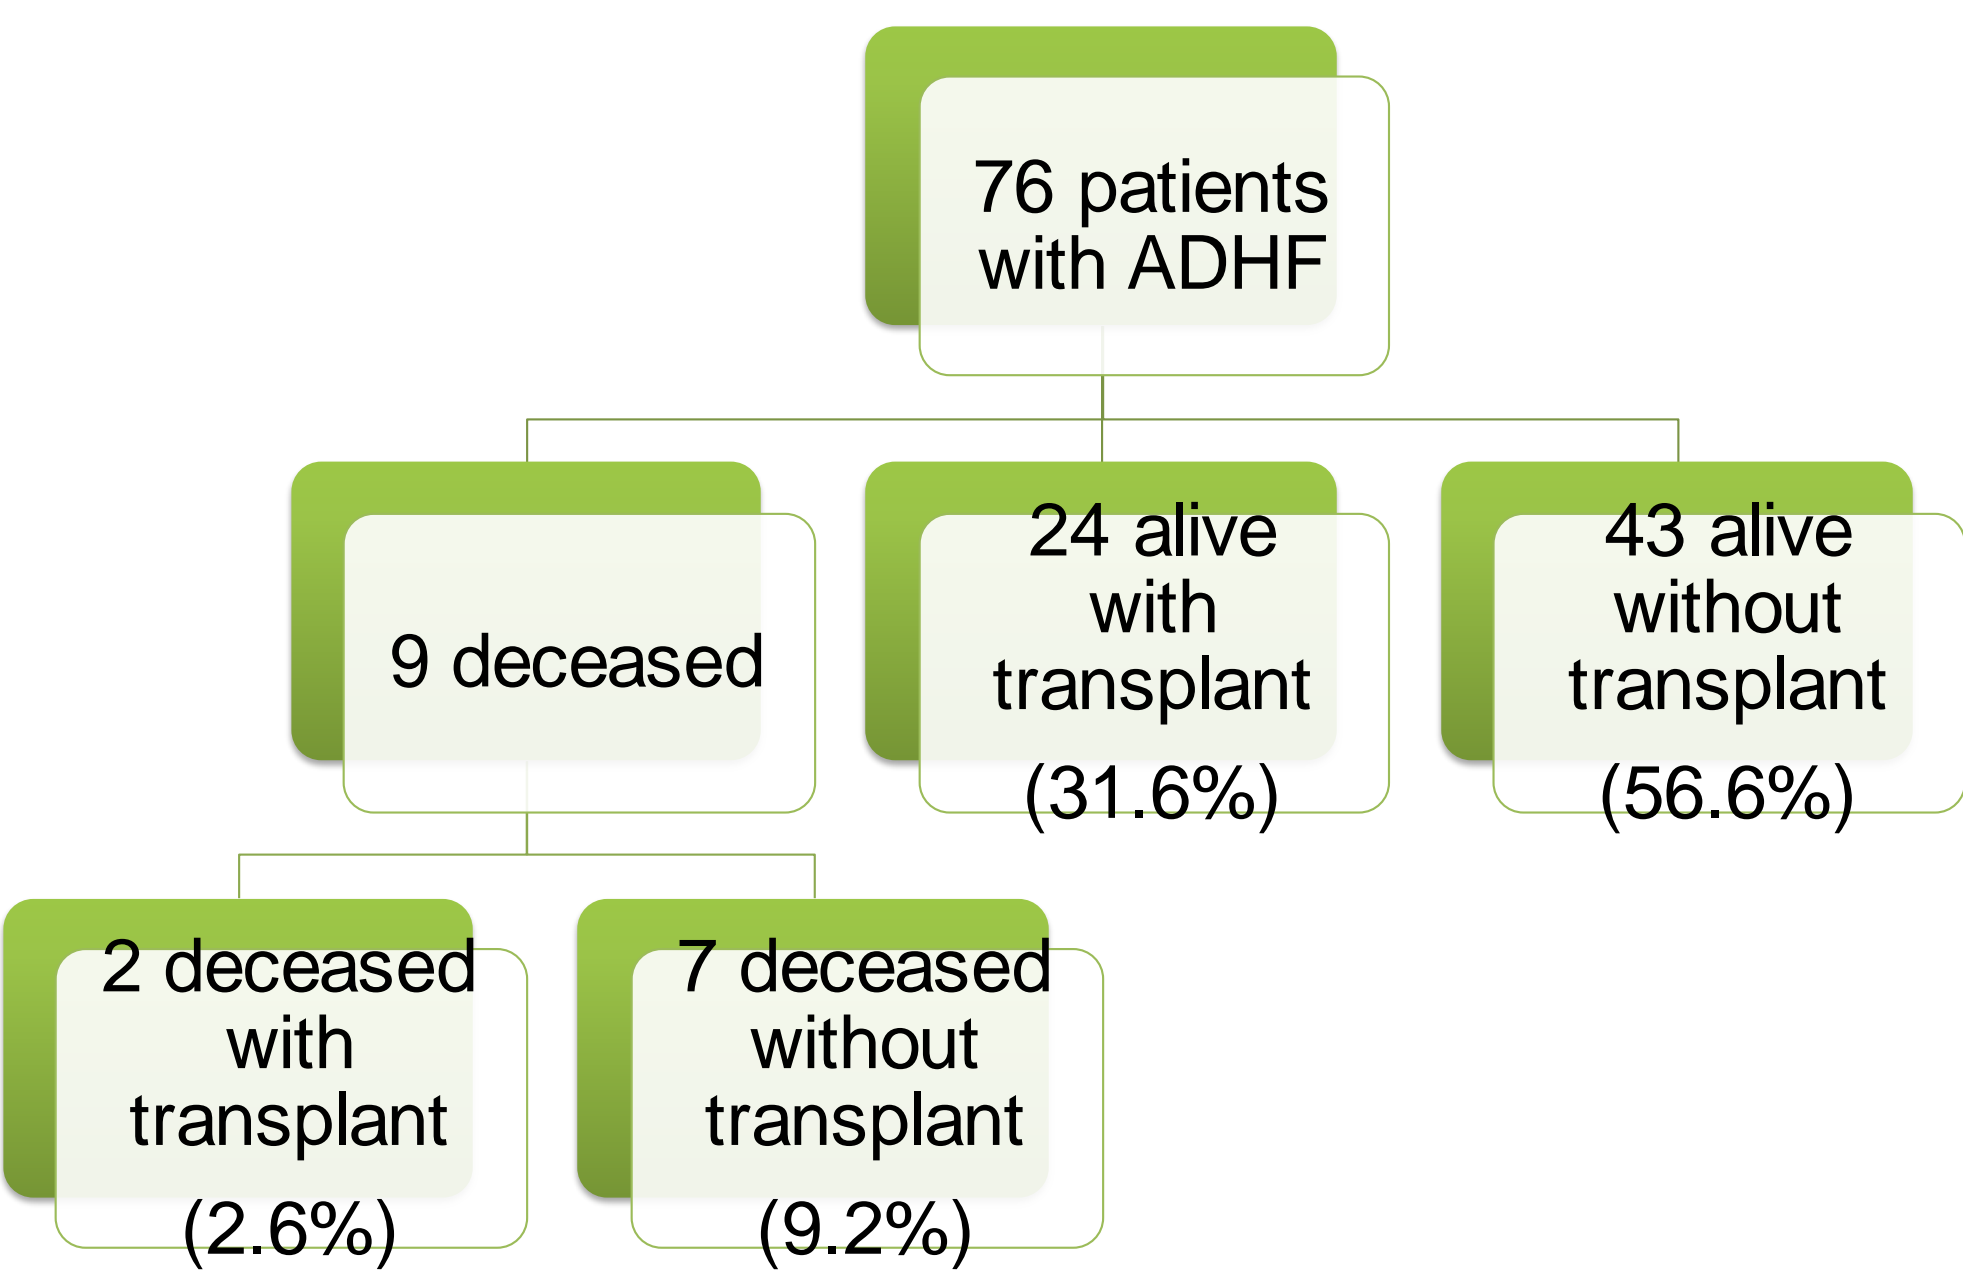 76 patients
with ADHF
9 deceased
24 alive
with
transplant
(31.6%)
43 alive
without
transplant
(56.6%)
2 deceased
with
transplant
(2.6%)
7 deceased
without
transplant
(9.2%)